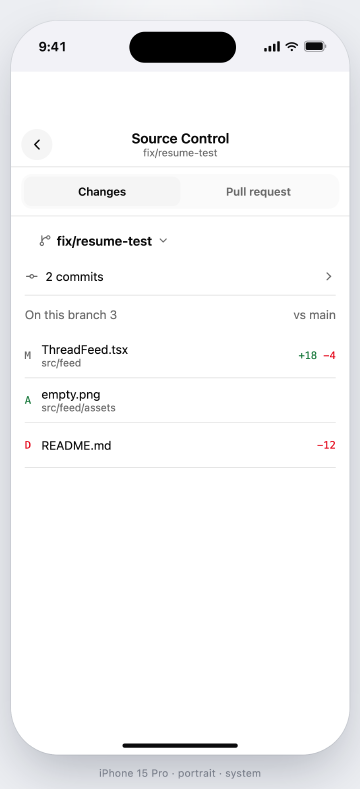 9:41
Source Control
fix/resume-test
Changes
Pull request
fix/resume-test
2 commits
On this branch 3
vs main
M
ThreadFeed.tsx
+18 −4
src/feed
A
empty.png
src/feed/assets
D
README.md
−12
iPhone 15 Pro · portrait · system